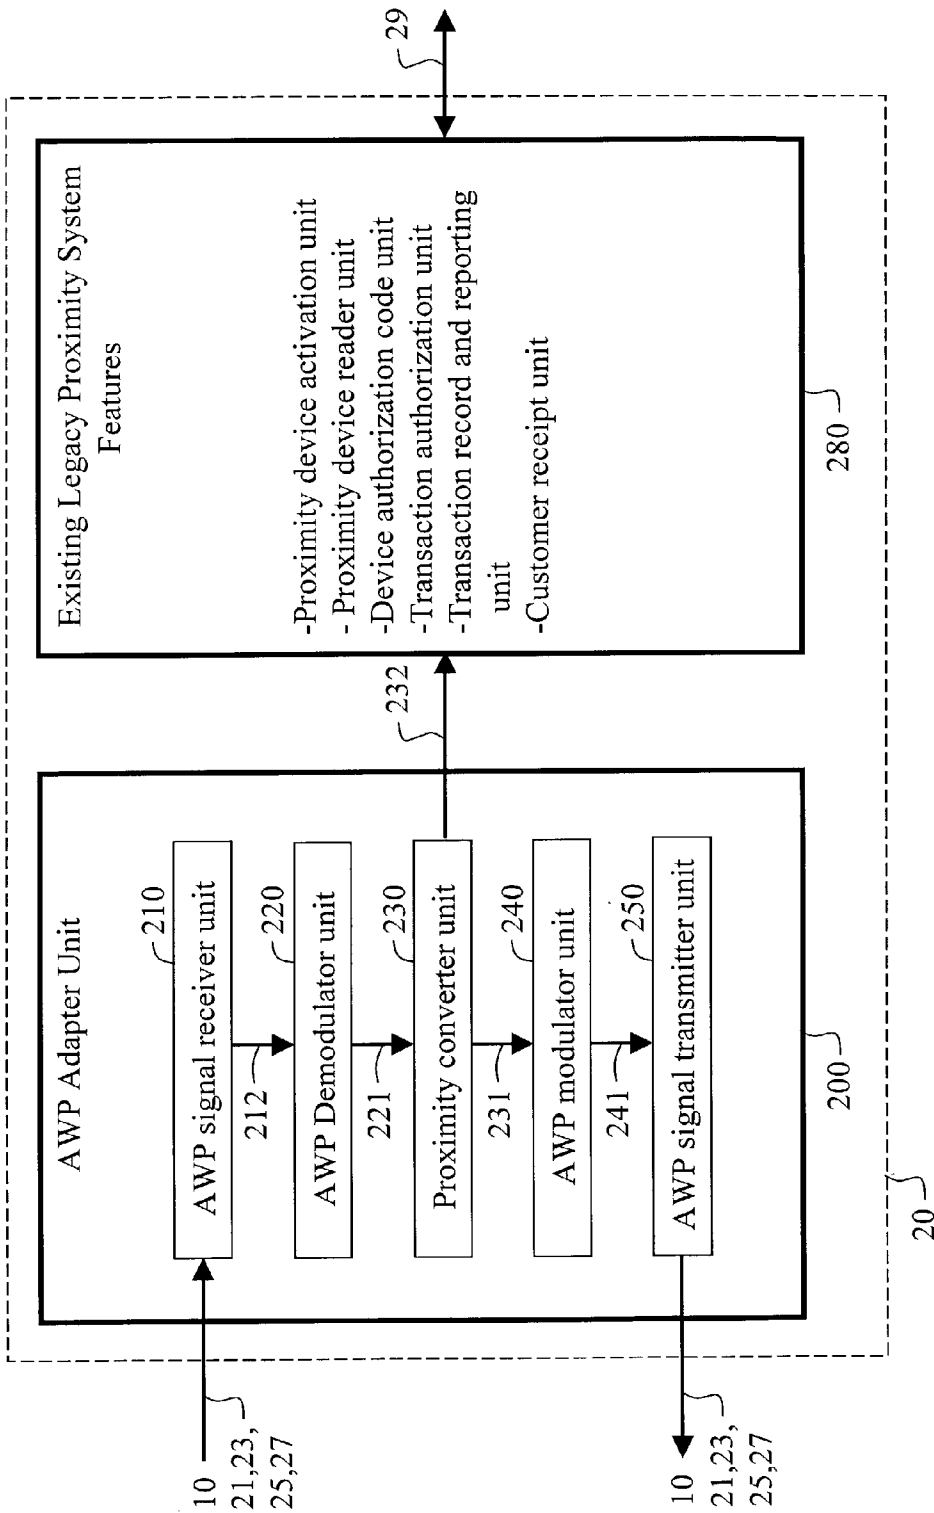 AWP Adapter Unit
10
21,23,
25,27
AWP signal receiver unit
210
212
AWP Demodulator unit
220
221
Proximity converter unit
230
232
231
AWP modulator unit
240
241
AWP signal transmitter unit
250
10
21,23,
25,27
200
20
Existing Legacy Proximity System
Features
-Proximity device activation unit
- Proximity device reader unit
-Device authorization code unit
-Transaction authorization unit
-Transaction record and reporting
unit
-Customer receipt unit
280
29